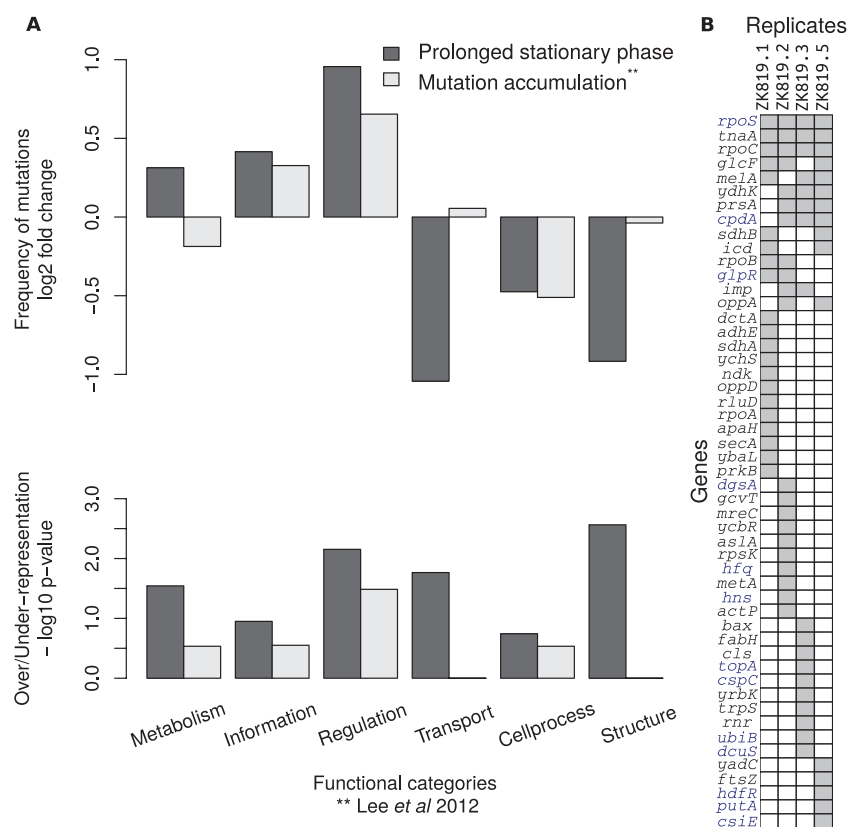 A
1.0
0.5
0.0
−0.5
−1.0
Frequency of mutations
log2 fold change
Prolonged stationary phase
Mutation accumulation**
3.0
2.0
1.0
0.0
Over/Under−representation
− log10 p−value
Metabolism
Information
Regulation
Transport
Cellprocess
Structure
Functional categories
** Lee et al 2012
B
Replicates
ZK819.1
ZK819.2
ZK819.3
ZK819.5
Genes
rpoS
tnaA
rpoC
glcF
melA
ydhK
prsA
cpdA
sdhB
icd
rpoB
glpR
imp
oppA
dctA
adhE
sdhA
ychS
ndk
oppD
rluD
rpoA
apaH
secA
ybaL
prkB
dgsA
gcvT
mreC
ycbR
aslA
rpsK
hfq
metA
hns
actP
bax
fabH
cls
topA
cspC
yrbK
trpS
rnr
ubiB
dcuS
yadC
ftsZ
hdfR
putA
csiE